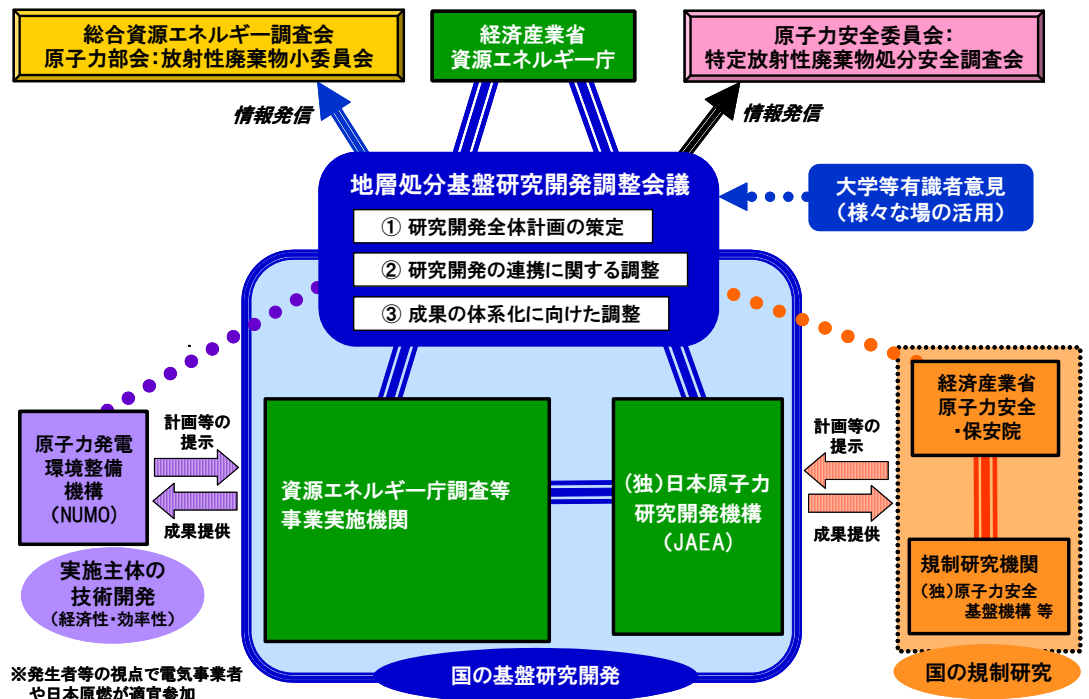 総合資源エネルギー調査会
原子力部会：放射性廃棄物小委員会
経済産業省
資源エネルギー庁
原子力安全委員会：
特定放射性廃棄物処分安全調査会
情報発信
情報発信
地層処分基盤研究開発調整会議
① 研究開発全体計画の策定
② 研究開発の連携に関する調整
③ 成果の体系化に向けた調整
大学等有識者意見
（様々な場の活用）
原子力発電
環境整備
機構
（NUMO）
計画等の
提示
成果提供
実施主体の
技術開発
（経済性・効率性）
資源エネルギー庁調査等
事業実施機関
（独）日本原子力
研究開発機構
（JAEA）
計画等の
提示
成果提供
経済産業省
原子力安全
・保安院
規制研究機関
（独）原子力安全
基盤機構 等
国の基盤研究開発
国の規制研究
※発生者等の視点で電気事業者
や日本原燃が適宜参加